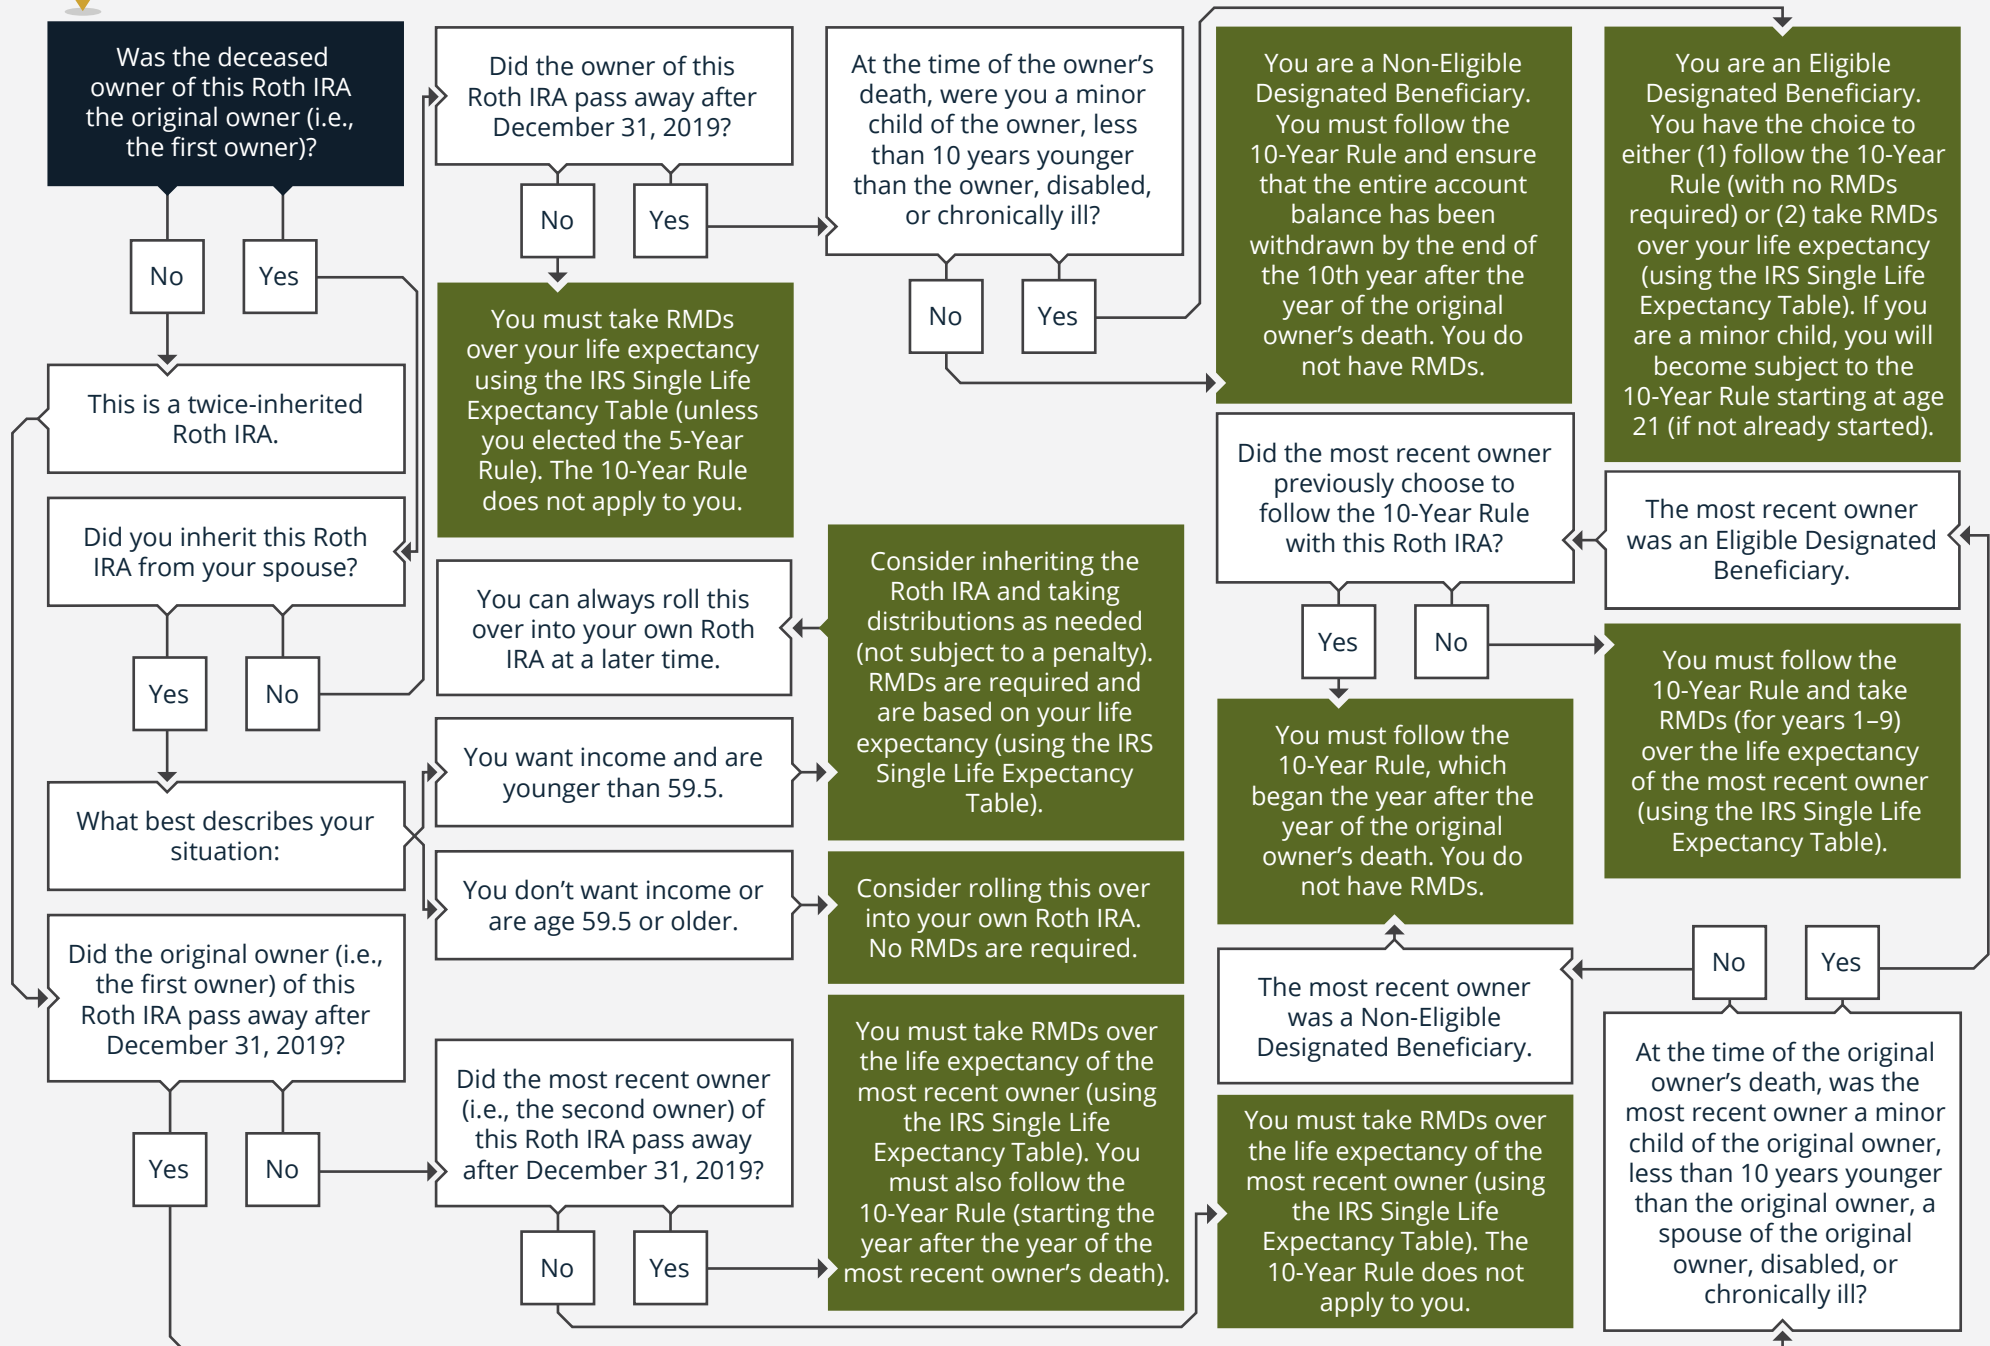 Was the deceased
owner of this Roth IRA
the original owner (i.e.,
the first owner)?
No
Yes
This is a twice-inherited
Roth IRA.
Did you inherit this Roth
IRA from your spouse?
Yes
No
What best describes your
situation:
Did the original owner (i.e.,
the first owner) of this
Roth IRA pass away after
December 31, 2019?
Yes
No
Did the owner of this
Roth IRA pass away after
December 31, 2019?
No
Yes
You must take RMDs
over your life expectancy
using the IRS Single Life
Expectancy Table (unless
you elected the 5-Year
Rule). The 10-Year Rule
does not apply to you.
You can always roll this
over into your own Roth
IRA at a later time.
You want income and are
younger than 59.5.
You don’t want income or
are age 59.5 or older.
Did the most recent owner
(i.e., the second owner) of
this Roth IRA pass away
after December 31, 2019?
No
Yes
At the time of the owner’s
death, were you a minor
child of the owner, less
than 10 years younger
than the owner, disabled,
or chronically ill?
No
Yes
Consider inheriting the
Roth IRA and taking
distributions as needed
(not subject to a penalty).
RMDs are required and
are based on your life
expectancy (using the IRS
Single Life Expectancy
Table).
Consider rolling this over
into your own Roth IRA.
No RMDs are required.
You must take RMDs over
the life expectancy of the
most recent owner (using
the IRS Single Life
Expectancy Table). You
must also follow the
10-Year Rule (starting the
year after the year of the
most recent owner’s death).
You are a Non-Eligible
Designated Beneficiary.
You must follow the
10-Year Rule and ensure
that the entire account
balance has been
withdrawn by the end of
the 10th year after the
year of the original
owner’s death. You do
not have RMDs.
Did the most recent owner
previously choose to
follow the 10-Year Rule
with this Roth IRA?
Yes
No
You must follow the
10-Year Rule, which
began the year after the
year of the original
owner’s death. You do
not have RMDs.
The most recent owner
was a Non-Eligible
Designated Beneficiary.
You must take RMDs over
the life expectancy of the
most recent owner (using
the IRS Single Life
Expectancy Table). The
10-Year Rule does not
apply to you.
You are an Eligible
Designated Beneficiary.
You have the choice to
either (1) follow the 10-Year
Rule (with no RMDs
required) or (2) take RMDs
over your life expectancy
(using the IRS Single Life
Expectancy Table). If you
are a minor child, you will
become subject to the
10-Year Rule starting at age
21 (if not already started).
The most recent owner
was an Eligible Designated
Beneficiary.
You must follow the
10-Year Rule and take
RMDs (for years 1–9)
over the life expectancy
of the most recent owner
(using the IRS Single Life
Expectancy Table).
No
Yes
At the time of the original
owner’s death, was the
most recent owner a minor
child of the original owner,
less than 10 years younger
than the original owner, a
spouse of the original
owner, disabled, or
chronically ill?